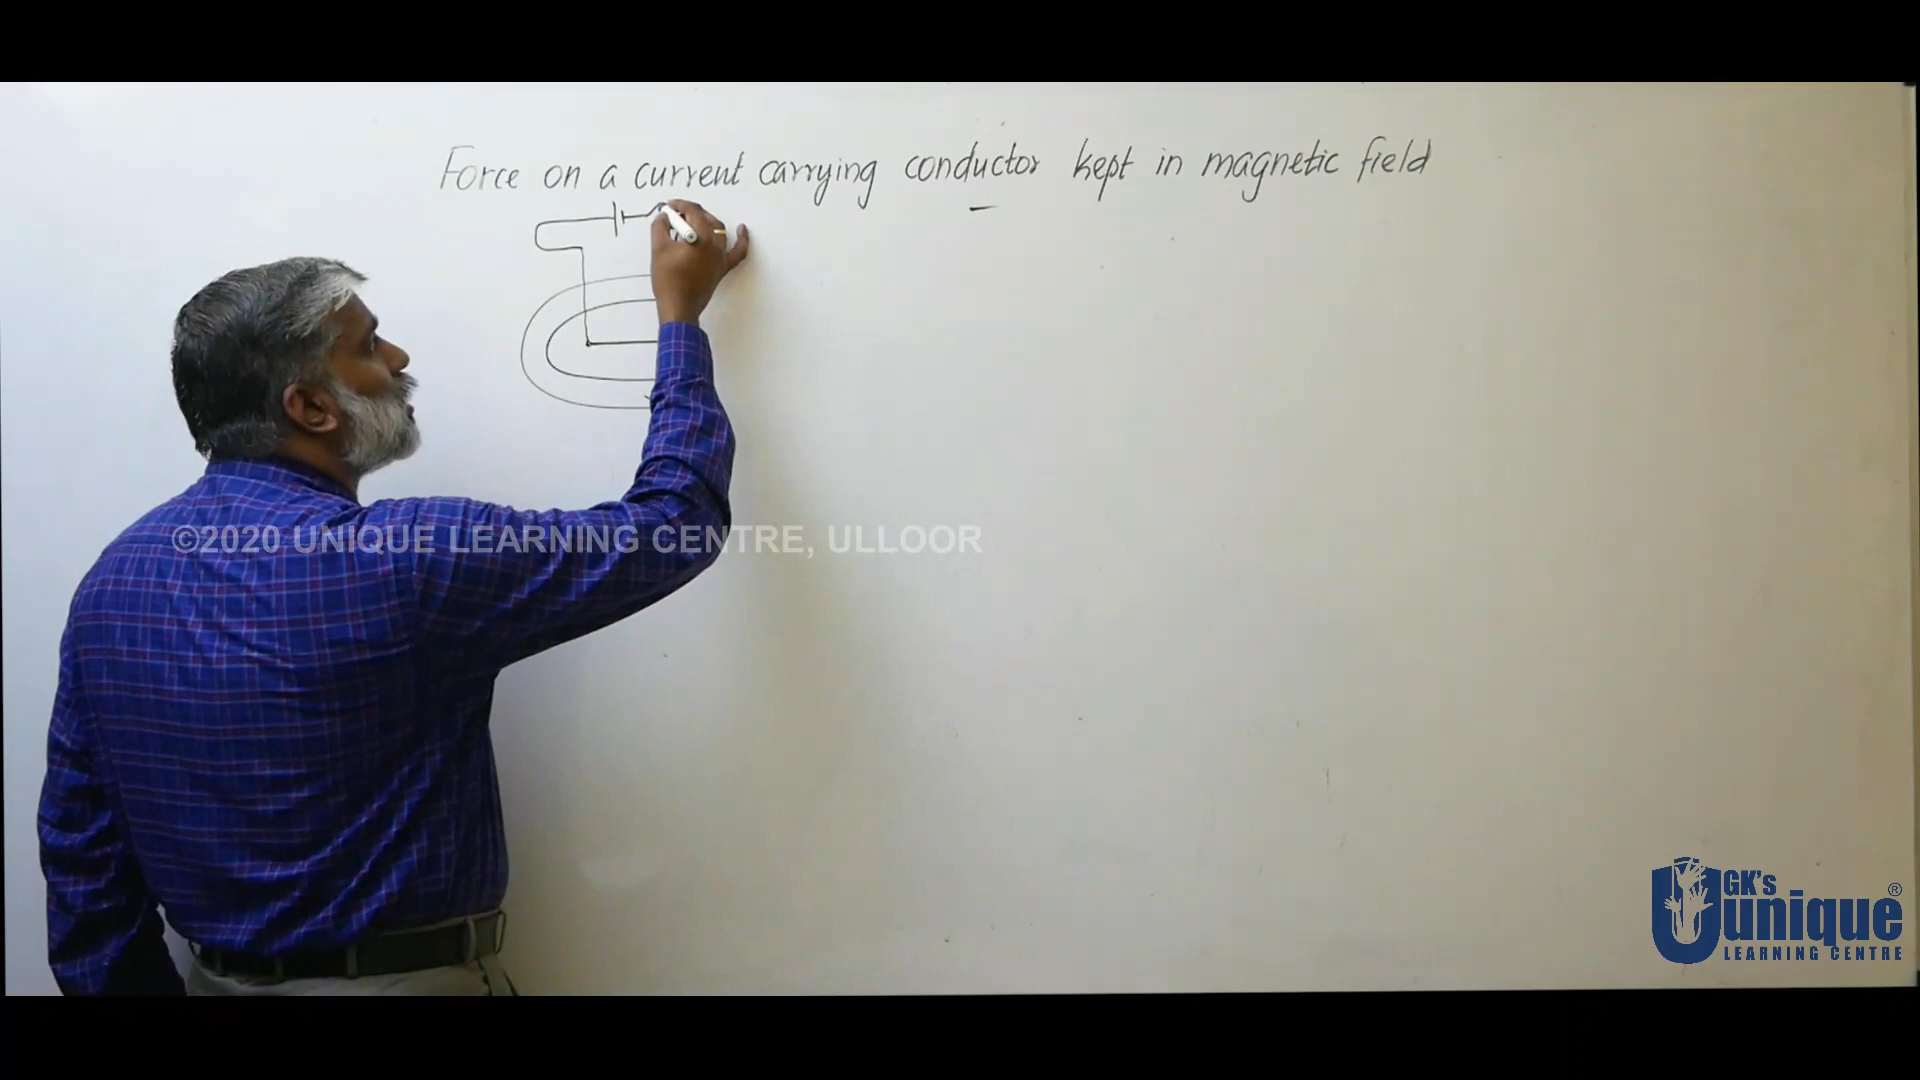 Force on a current carrying conductor kept in magnetic field
©2020 UNIQUE LEARNING CENTRE, ULLOOR
GK's
unique®
LEARNING CENTRE